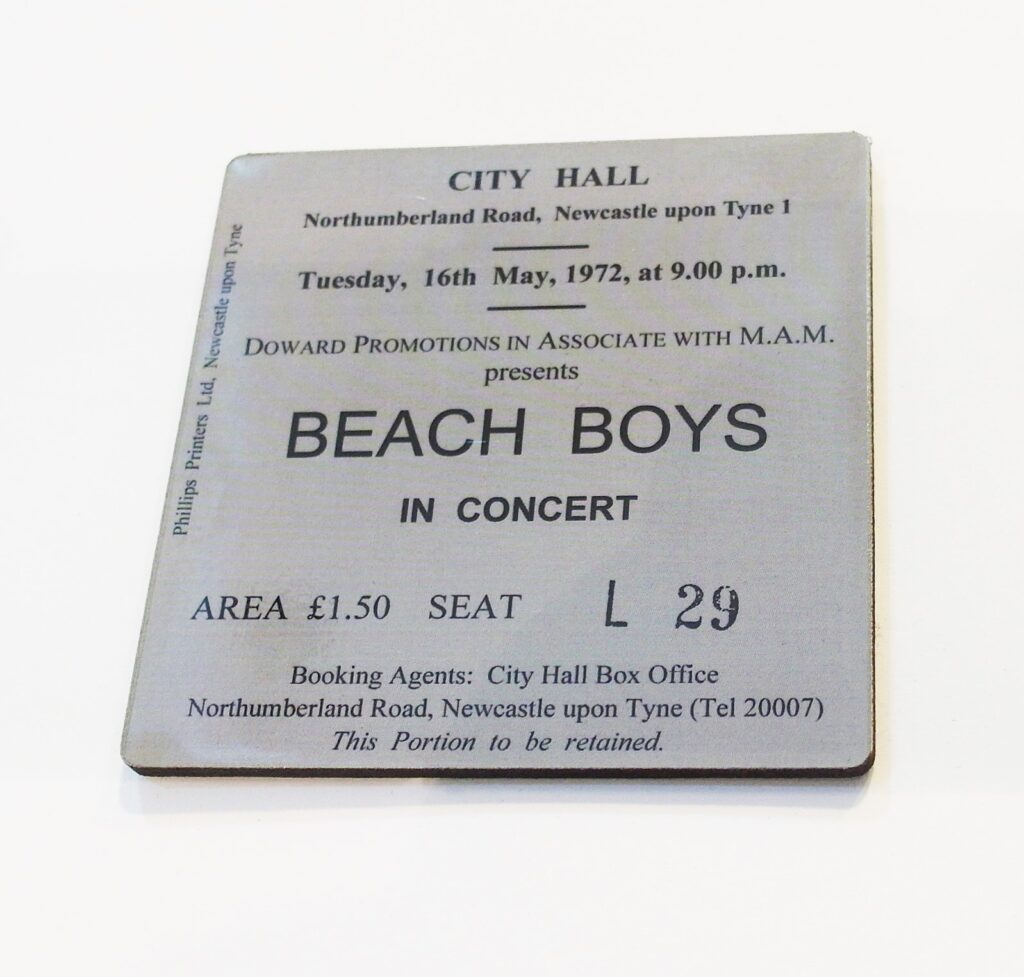 CITY HALL
Northumberland Road, Newcastle upon Tyne 1
Tuesday, 16th May, 1972, at 9.00 p.m.
DOWARD PROMOTIONS IN ASSOCIATE WITH M.A.M.
presents
BEACH BOYS
IN CONCERT
AREA £1.50 SEAT L 29
Booking Agents: City Hall Box Office
Northumberland Road, Newcastle upon Tyne (Tel 20007)
This Portion to be retained.
Phillips Printers Ltd, Newcastle upon Tyne